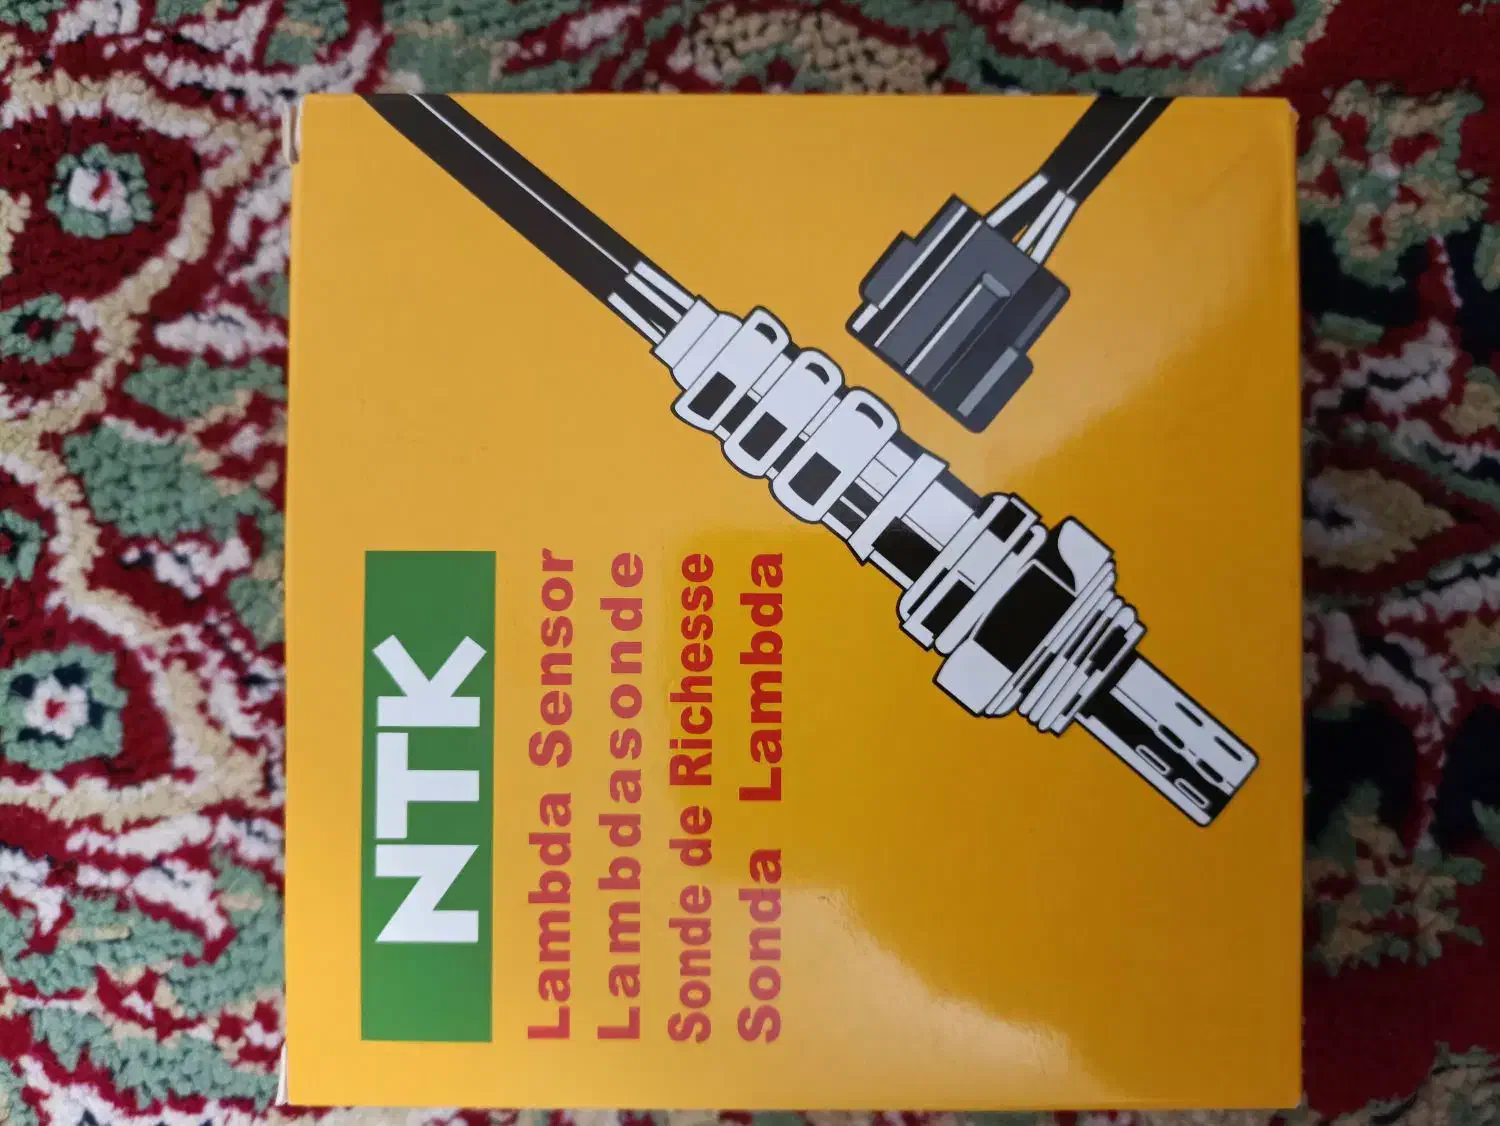 NTK
Lambda Sensor
Lambdasonde
Sonde de Richesse
Sonda Lambda